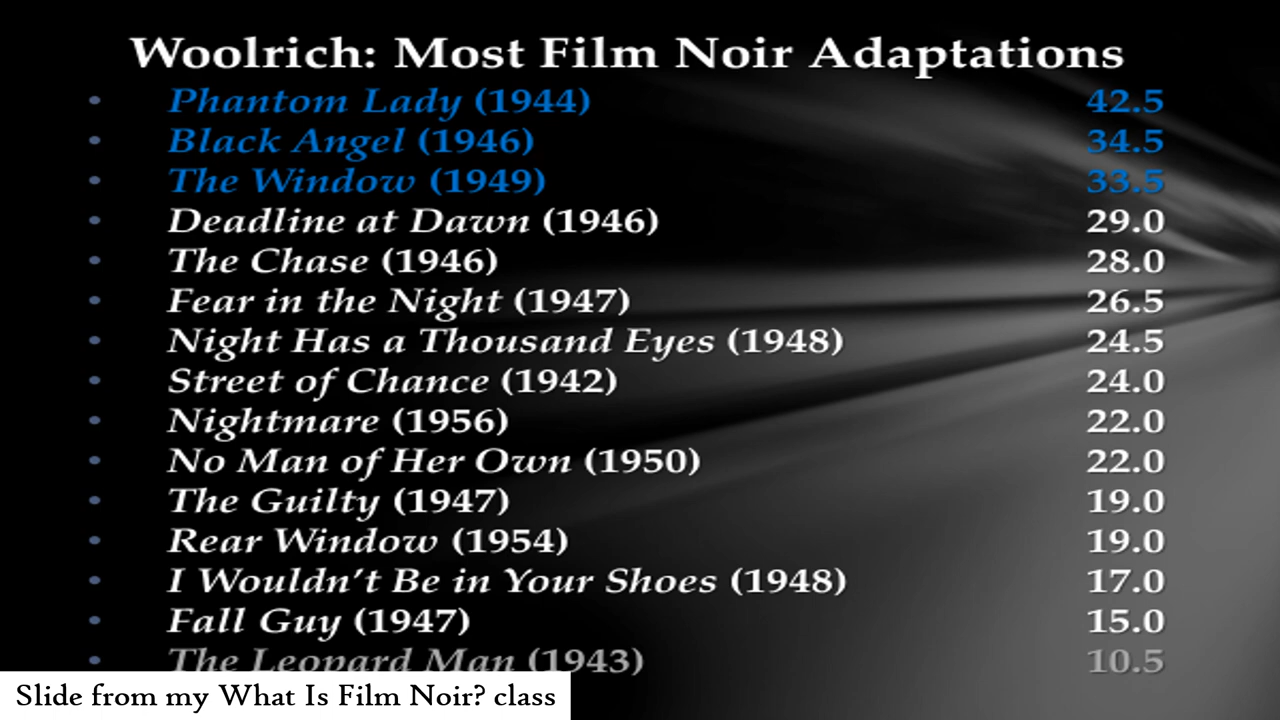 Woolrich: Most Film Noir Adaptations
• Phantom Lady (1944) 42.5
• Black Angel (1946) 34.5
• The Window (1949) 33.5
• Deadline at Dawn (1946) 29.0
• The Chase (1946) 28.0
• Fear in the Night (1947) 26.5
• Night Has a Thousand Eyes (1948) 24.5
• Street of Chance (1942) 24.0
• Nightmare (1956) 22.0
• No Man of Her Own (1950) 22.0
• The Guilty (1947) 19.0
• Rear Window (1954) 19.0
• I Wouldn't Be in Your Shoes (1948) 17.0
• Fall Guy (1947) 15.0
• The Leopard Man (1943) 10.5
Slide from my What Is Film Noir? class